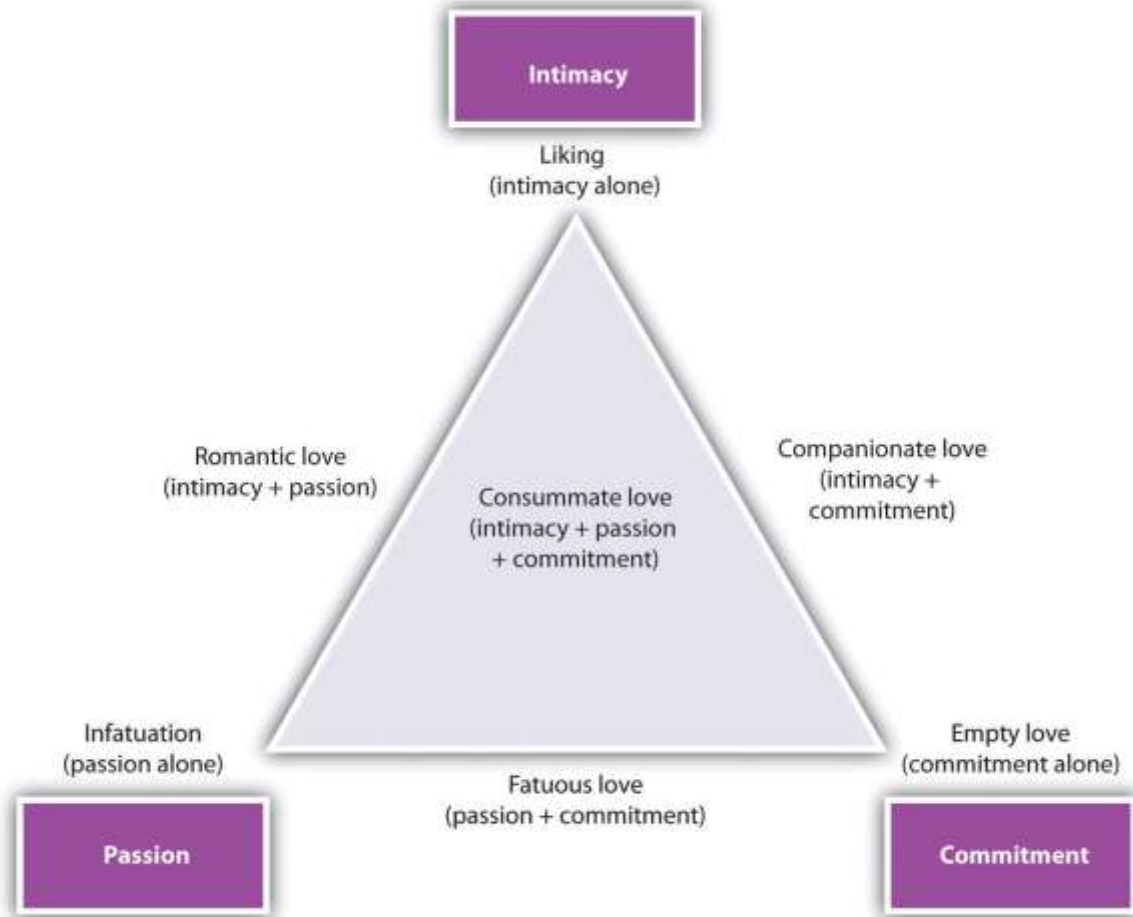 Intimacy
Liking
(intimacy alone)
Romantic love
(intimacy + passion)
Companionate love
(intimacy +
commitment)
Consummate love
(intimacy + passion
+ commitment)
Infatuation
(passion alone)
Empty love
(commitment alone)
Fatuous love
(passion + commitment)
Passion
Commitment